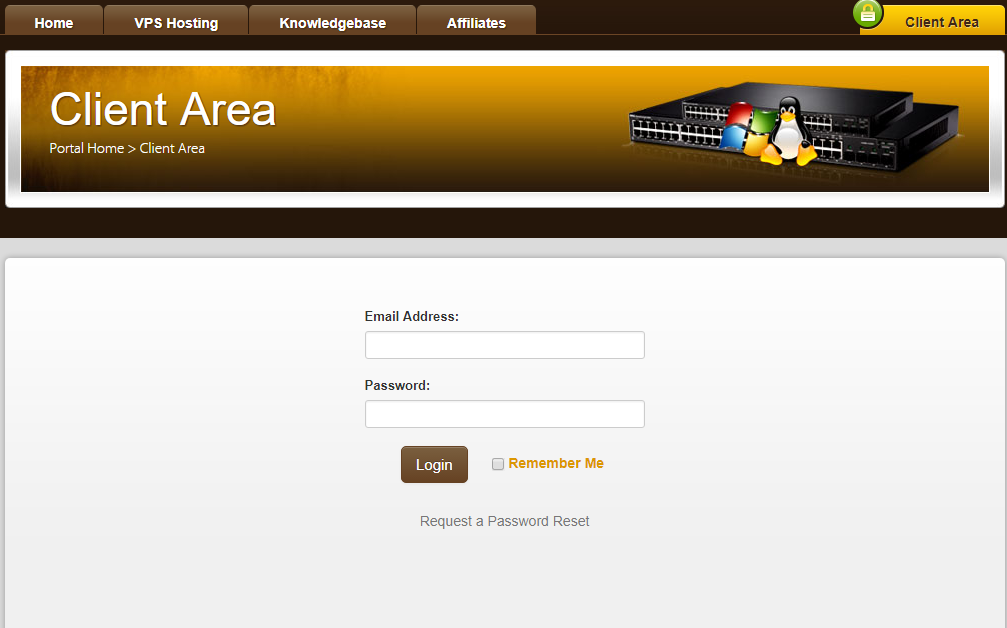 Home VPS Hosting Knowledgebase Affiliates Client Area
Client Area
Portal Home > Client Area
Email Address:
Password:
Login Remember Me
Request a Password Reset